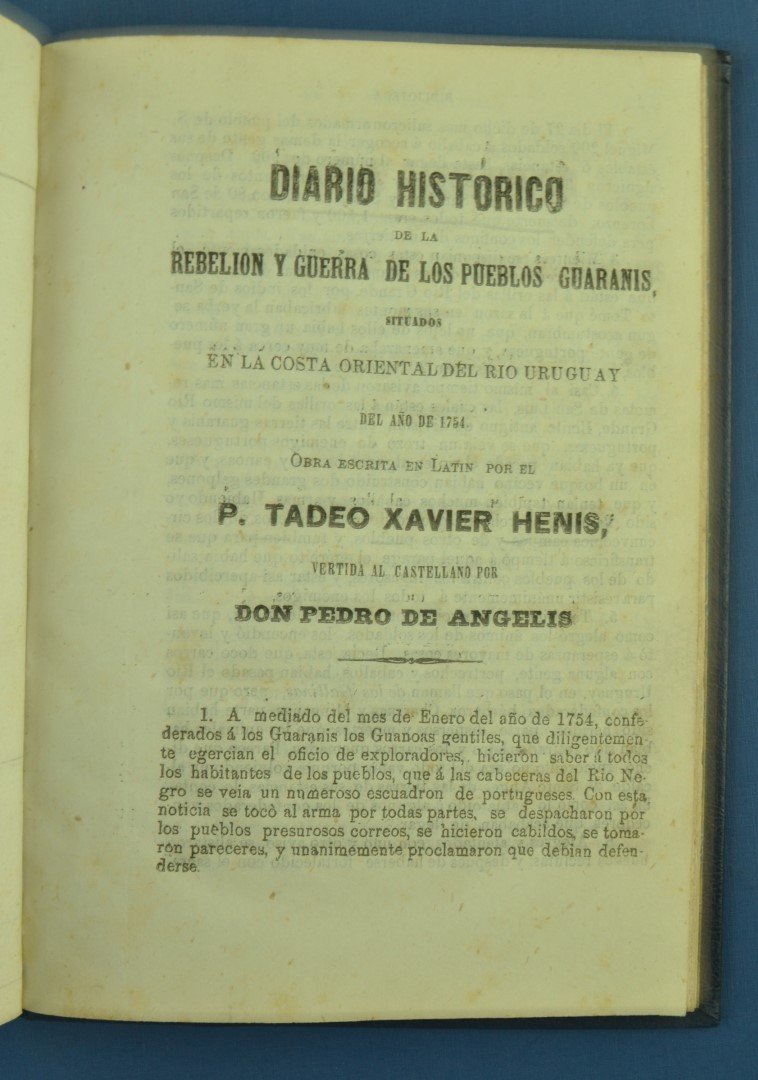 DIARIO HISTORICO
DE LA
REBELION Y GUERRA DE LOS PUEBLOS GUARANIS,
SITUADOS
EN LA COSTA ORIENTAL DEL RIO URUGUAY
DEL AÑO DE 1754
OBRA ESCRITA EN LATIN POR EL
P. TADEO XAVIER HENIS,
VERTIDA AL CASTELLANO POR
DON PEDRO DE ANGELIS
1. A mediado del mes de Enero del año de 1754, confe-
derados á los Guaranis los Guanoas gentiles, que diligentemen-
te egercian el oficio de exploradores, hicieron saber á todos
los habitantes de los pueblos, que á las cabeceras del Rio Ne-
gro se veia un numeroso escuadron de portugueses. Con esta
noticia se tocò al arma por todas partes, se despacharon por
los pueblos presurosos correos, se hicieron cabildos, se toma-
ron pareceres, y unanimemente proclamaron que debian defen-
derse.